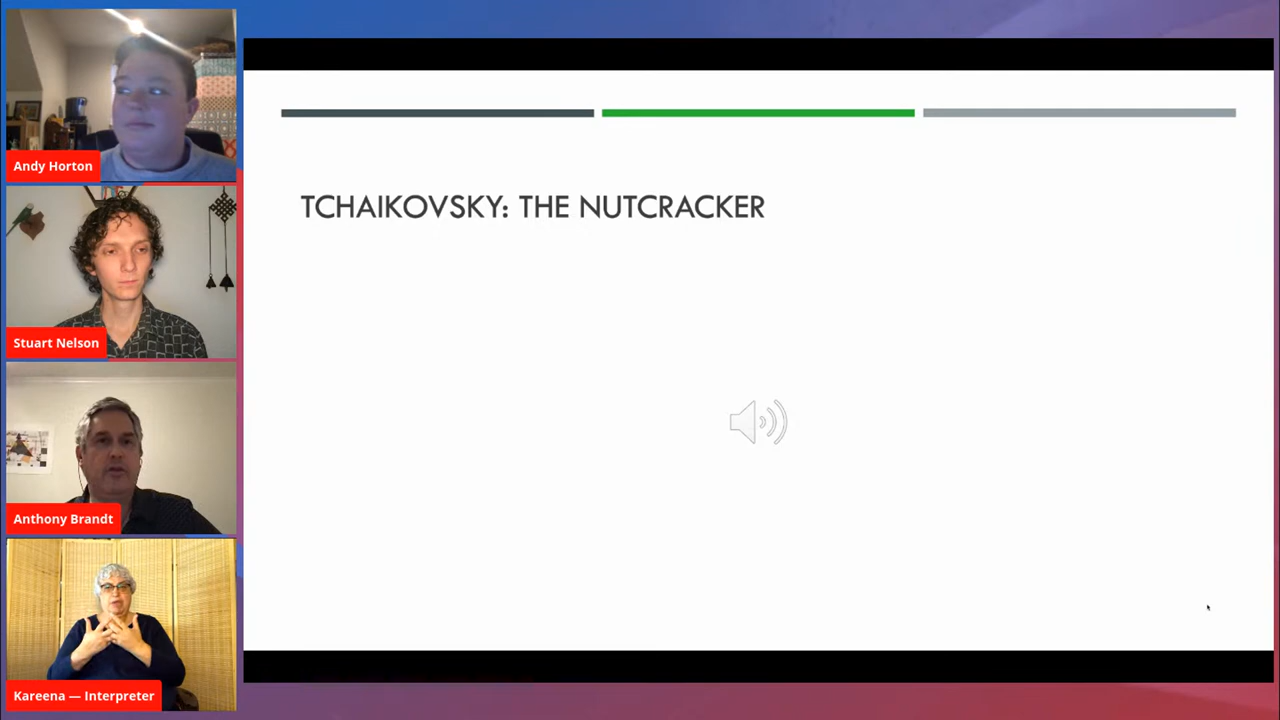 Andy Horton
Stuart Nelson
Anthony Brandt
Kareena — Interpreter
TCHAIKOVSKY: THE NUTCRACKER